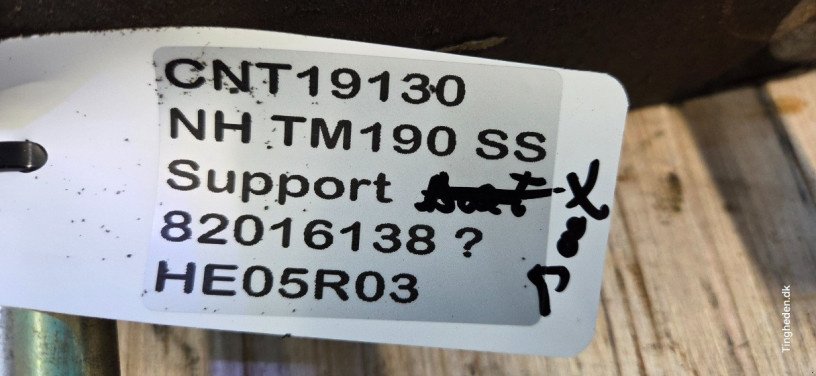 CNT19130
NH TM190 SS
Support
82016138 ?
HE05R03
Tingheden.dk